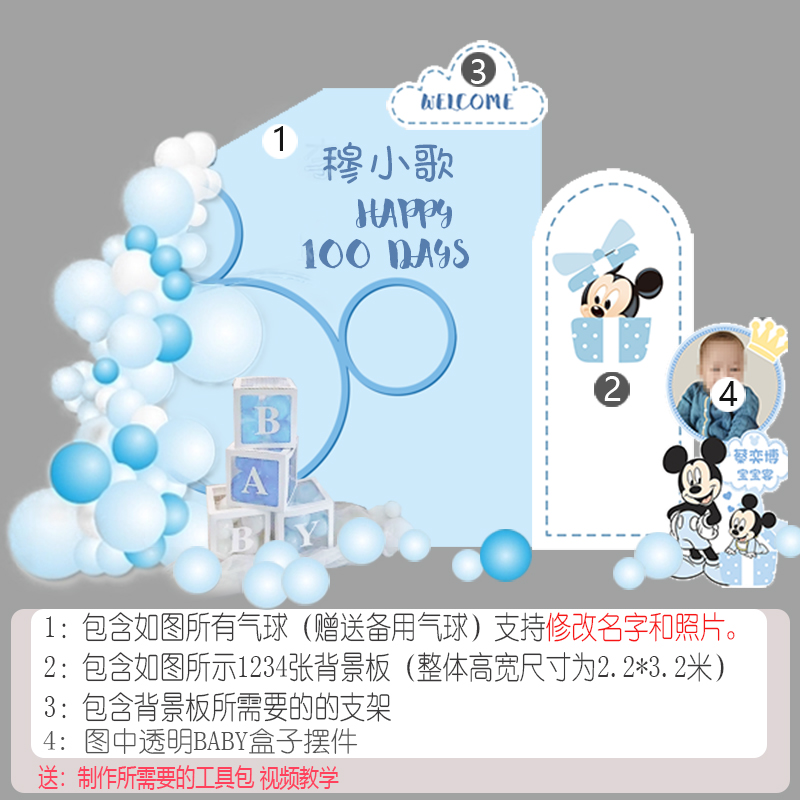 3
WELCOME
1
穆小歌
HAPPY
100 DAYS
2
4
蔡奕博
宝宝宴
B
A
B Y
1：包含如图所有气球（赠送备用气球）支持修改名字和照片。
2：包含如图所示1234张背景板（整体高宽尺寸为2.2*3.2米）
3：包含背景板所需要的的支架
4：图中透明BABY盒子摆件
送：制作所需要的工具包 视频教学